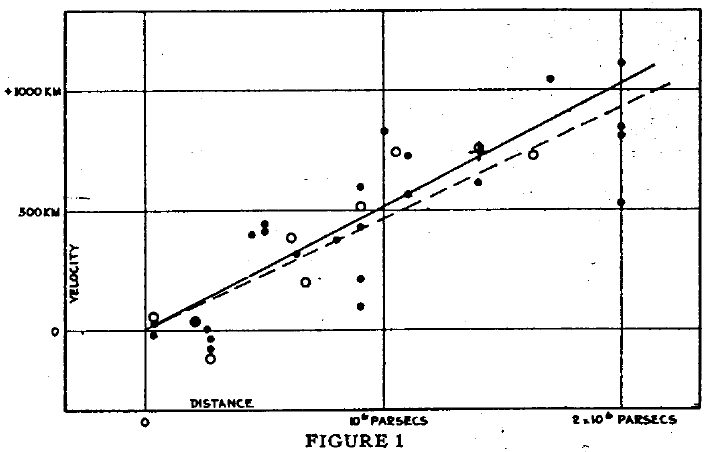 +1000 KM
500 KM
VELOCITY
0
DISTANCE
0
10⁶ PARSECS
2 x 10⁶ PARSECS
FIGURE 1